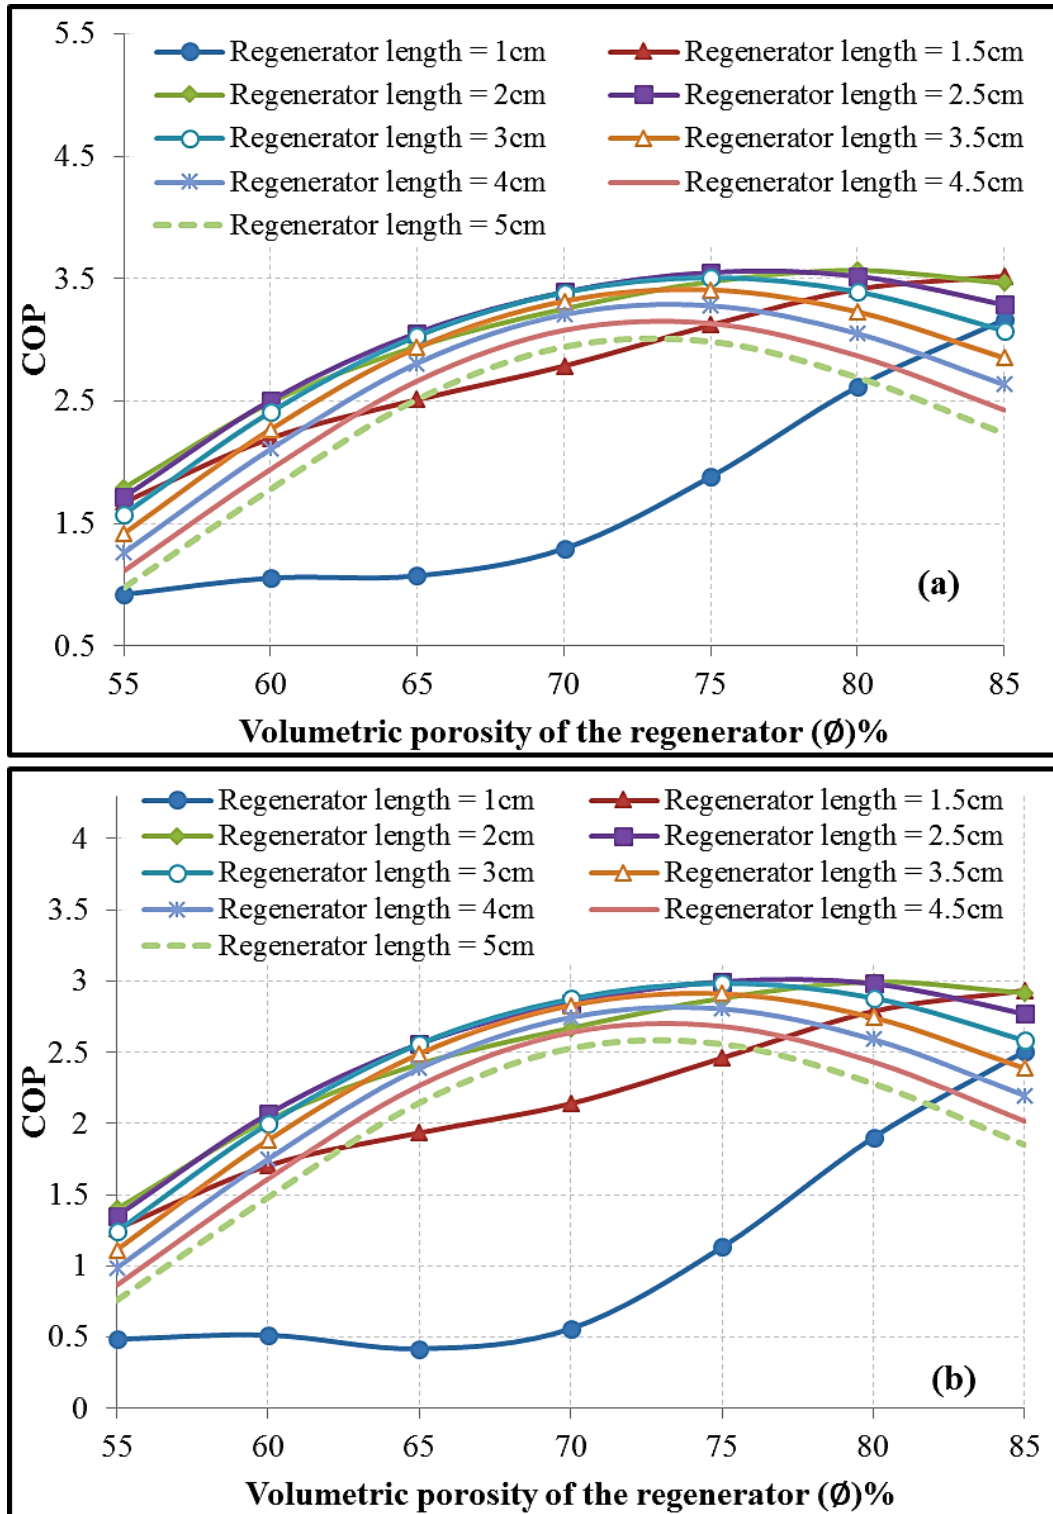 5.5
Regenerator length = 1cm
Regenerator length = 1.5cm
Regenerator length = 2cm
Regenerator length = 2.5cm
Regenerator length = 3cm
Regenerator length = 3.5cm
4.5
Regenerator length = 4cm
Regenerator length = 4.5cm
Regenerator length = 5cm
3.5
COP
2.5
1.5
(a)
0.5
55 60 65 70 75 80 85
Volumetric porosity of the regenerator (Ø)%
Regenerator length = 1cm
Regenerator length = 1.5cm
4
Regenerator length = 2cm
Regenerator length = 2.5cm
Regenerator length = 3cm
Regenerator length = 3.5cm
3.5
Regenerator length = 4cm
Regenerator length = 4.5cm
Regenerator length = 5cm
3
2.5
COP
2
1.5
1
0.5
(b)
0
55 60 65 70 75 80 85
Volumetric porosity of the regenerator (Ø)%